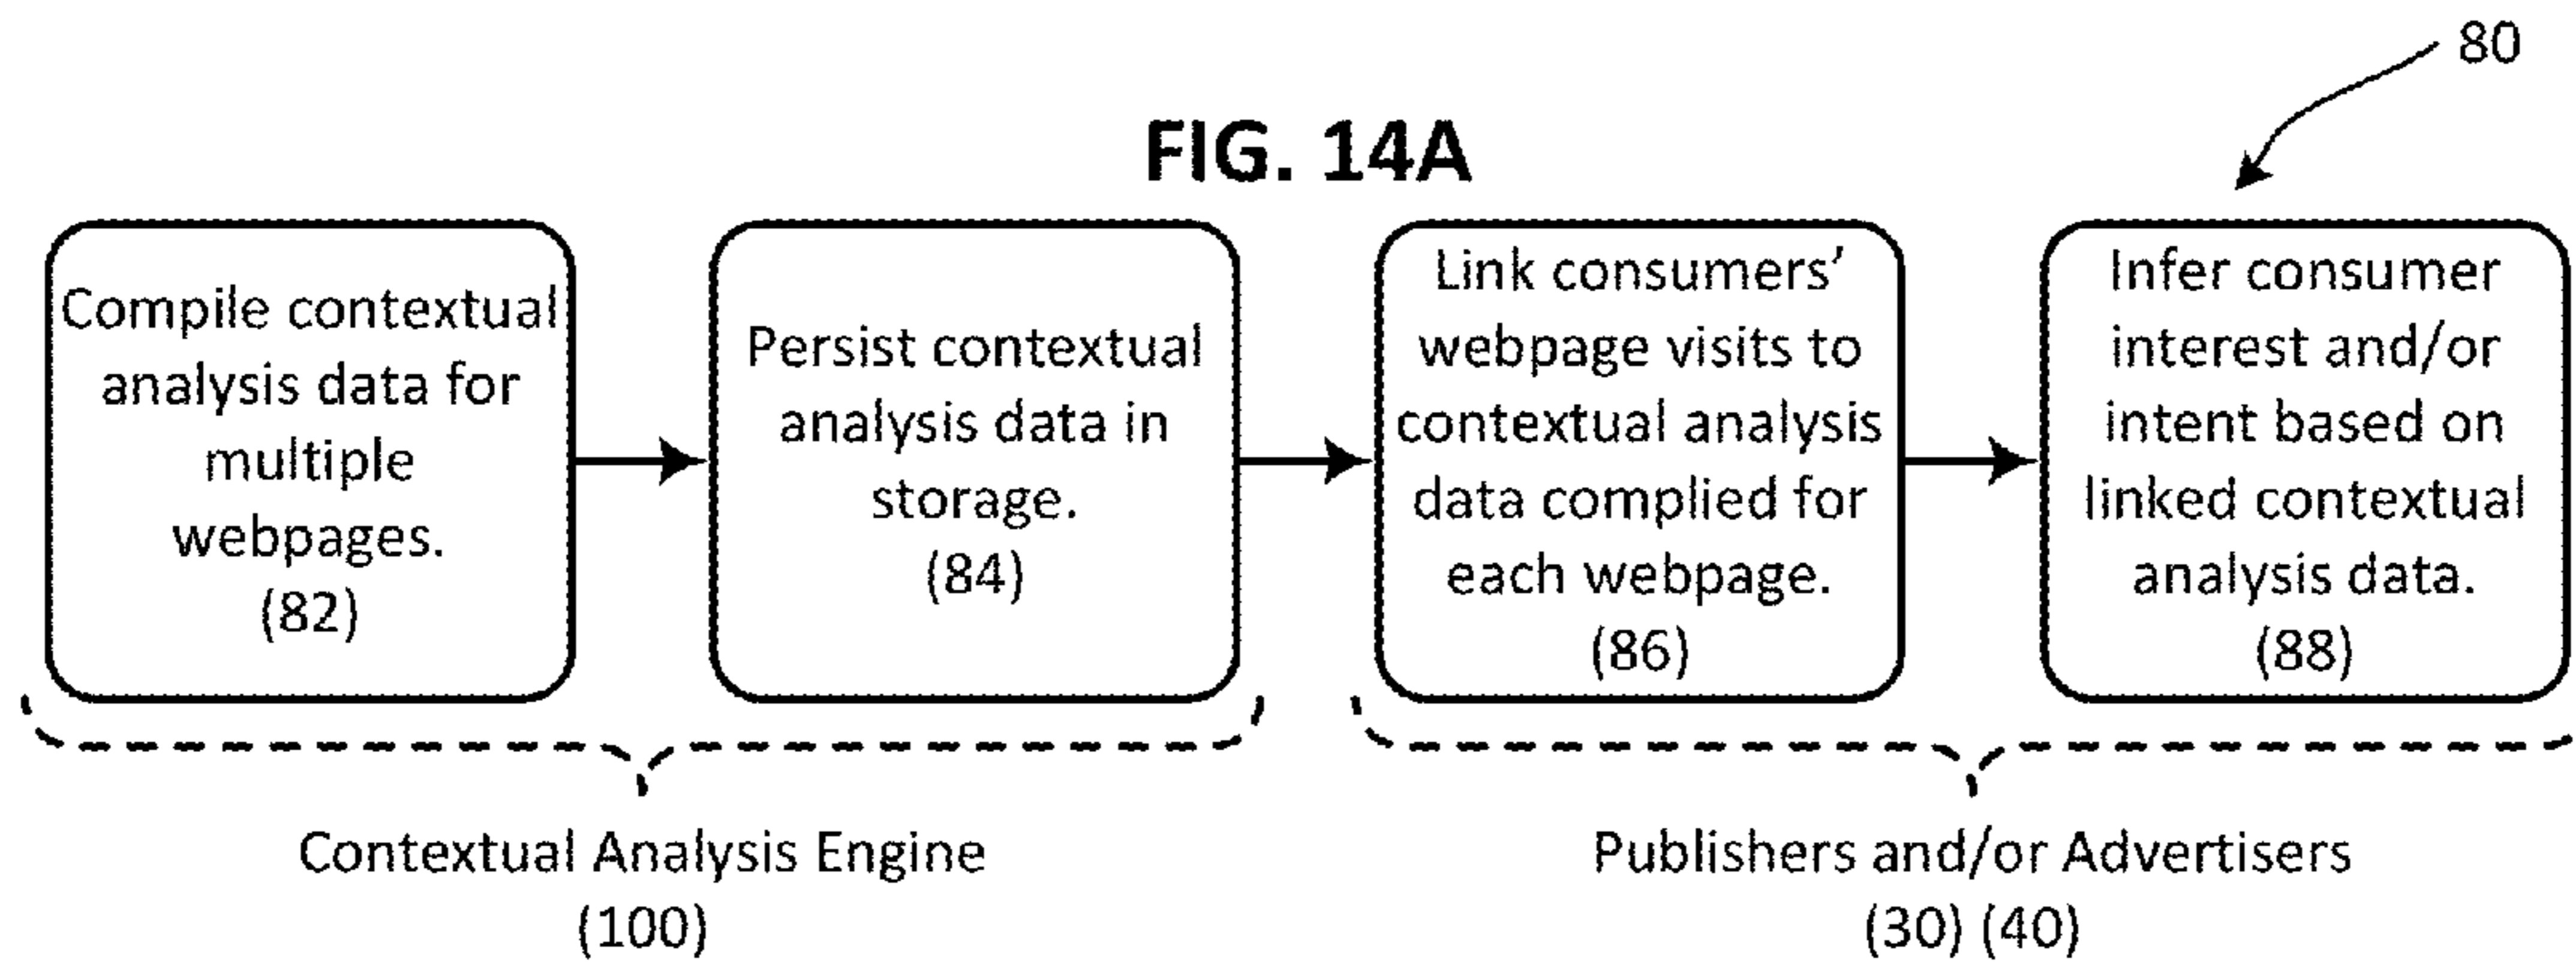 80
FIG. 14A
Compile contextual
analysis data for
multiple
webpages.
(82)
Persist contextual
analysis data in
storage.
(84)
Link consumers’
webpage visits to
contextual analysis
data complied for
each webpage.
(86)
Infer consumer
interest and/or
intent based on
linked contextual
analysis data.
(88)
Contextual Analysis Engine
(100)
Publishers and/or Advertisers
(30) (40)